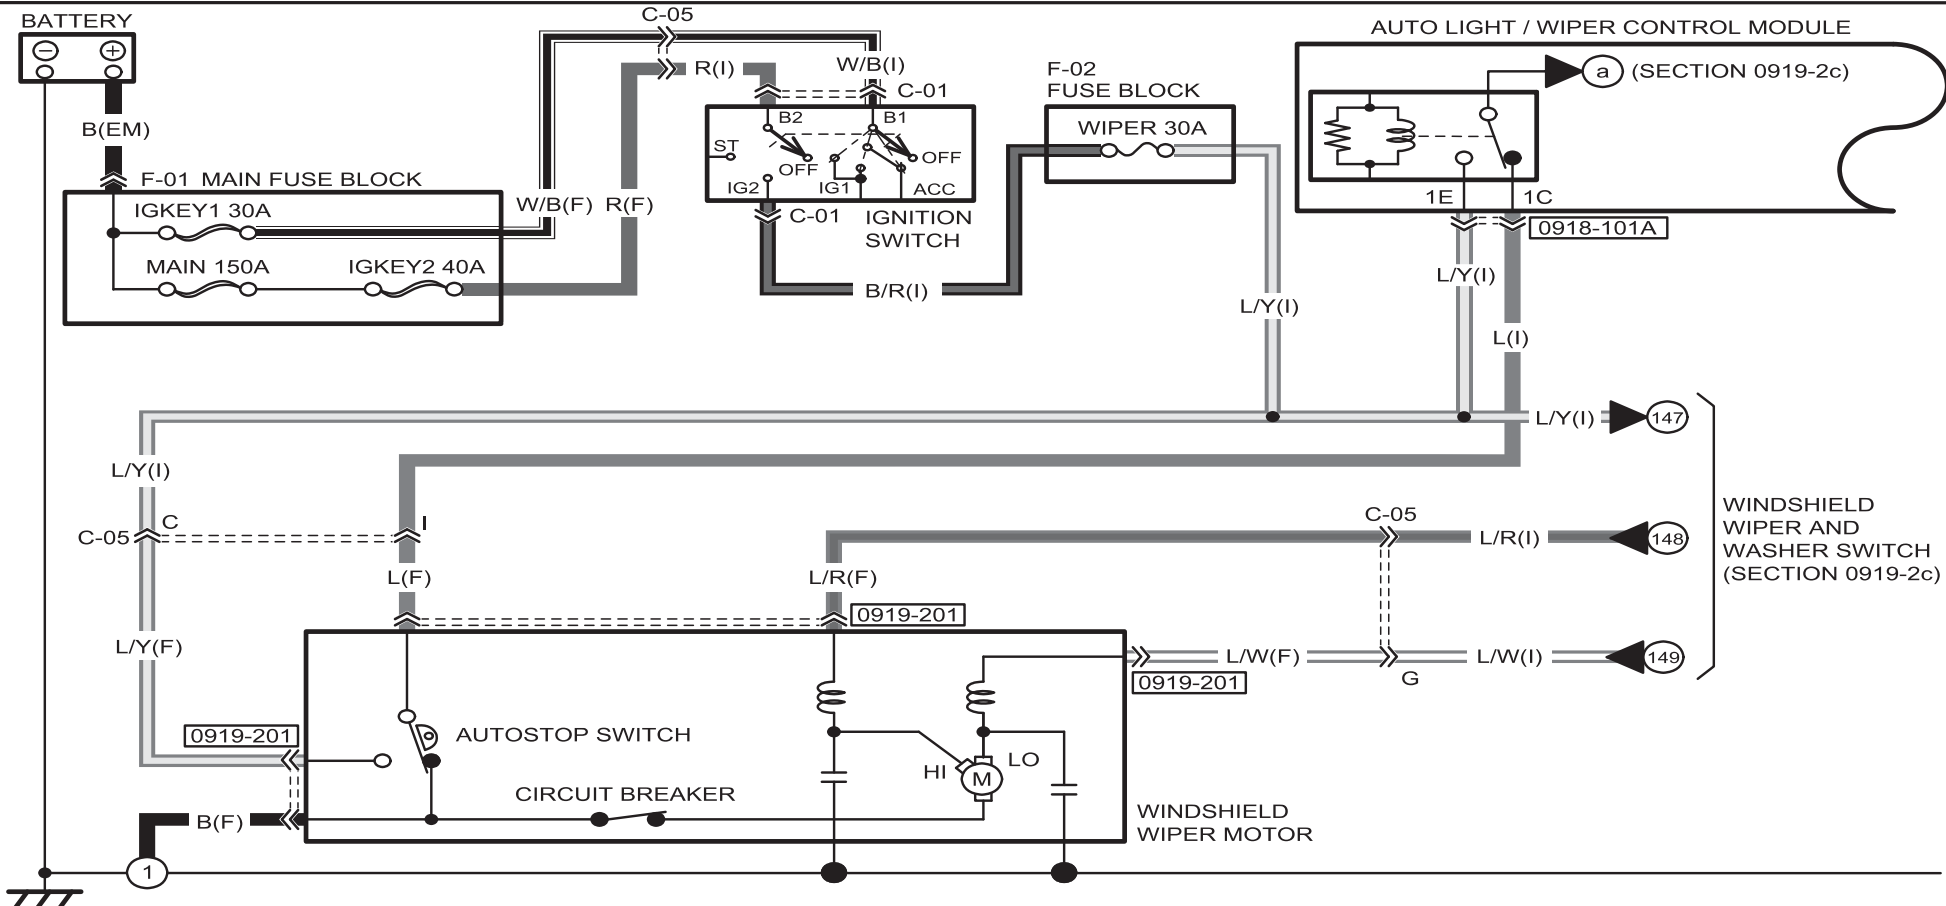 BATTERY
− +
B(EM)
F-01 MAIN FUSE BLOCK
IGKEY1 30A
MAIN 150A
IGKEY2 40A
W/B(F)
R(F)
C-05
R(I)
W/B(I)
C-01
B2
B1
ST
OFF
OFF
IG2
IG1
ACC
C-01
IGNITION
SWITCH
B/R(I)
F-02
FUSE BLOCK
WIPER 30A
L/Y(I)
AUTO LIGHT / WIPER CONTROL MODULE
a (SECTION 0919-2c)
1E
1C
0918-101A
L/Y(I)
L(I)
L/Y(I)
147
L/Y(I)
C-05
C
I
L(F)
L/R(F)
C-05
L/R(I)
148
WINDSHIELD
WIPER AND
WASHER SWITCH
(SECTION 0919-2c)
0919-201
L/Y(F)
L/W(F)
L/W(I)
149
G
0919-201
0919-201
AUTOSTOP SWITCH
HI
M
LO
CIRCUIT BREAKER
B(F)
WINDSHIELD
WIPER MOTOR
1